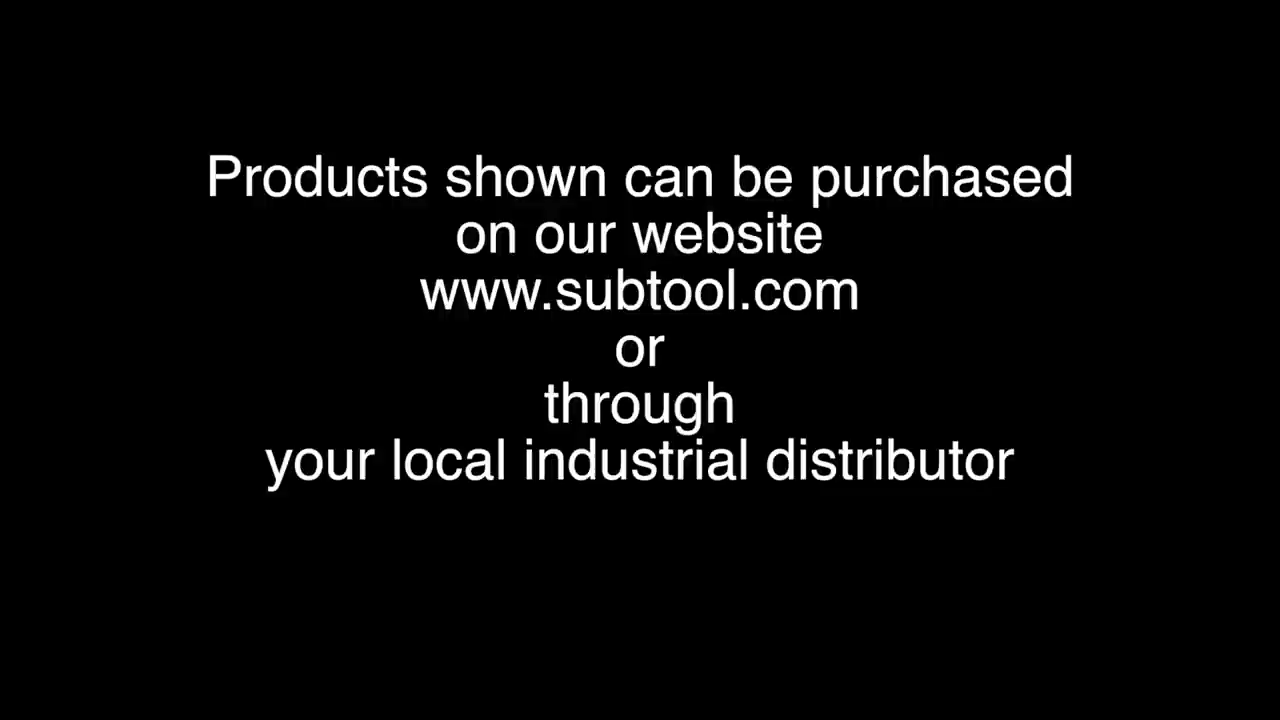 Products shown can be purchased
on our website
www.subtool.com
or
through
your local industrial distributor